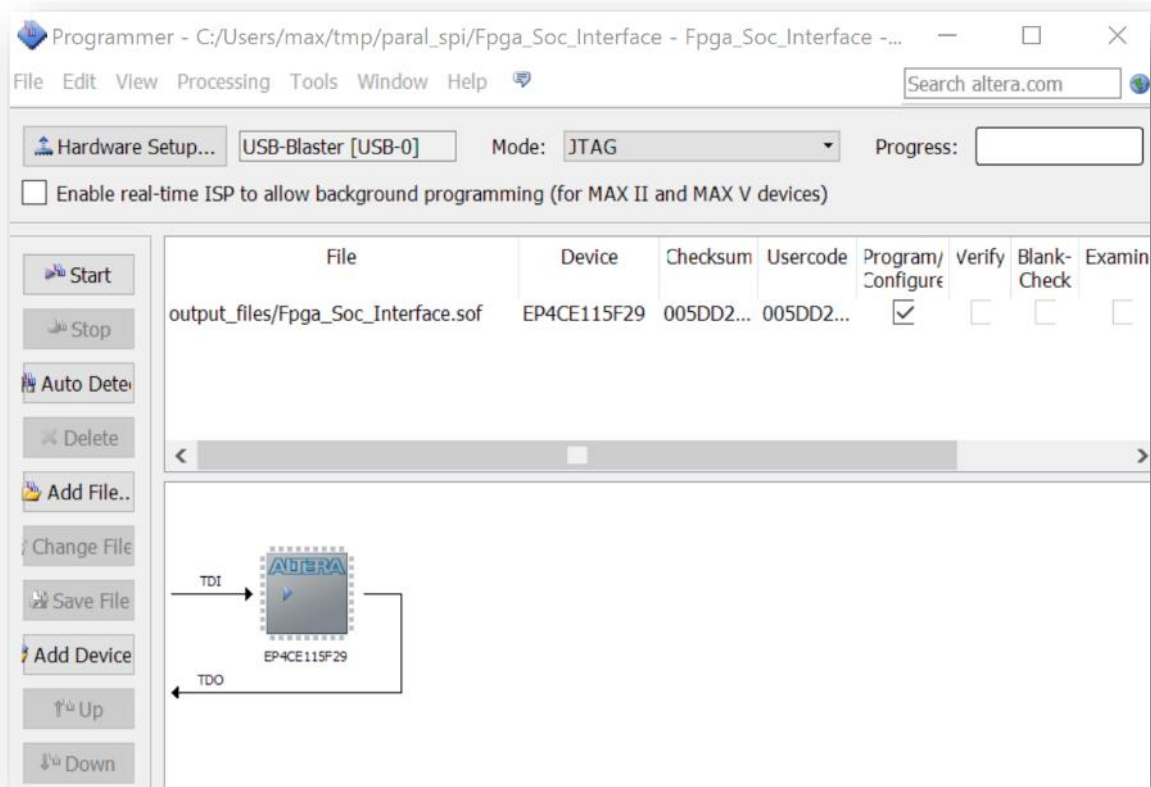 Programmer - C:/Users/max/tmp/paral_spi/Fpga_Soc_Interface - Fpga_Soc_Interface -...
File Edit View Processing Tools Window Help
Search altera.com
Hardware Setup... USB-Blaster [USB-0] Mode: JTAG Progress:
Enable real-time ISP to allow background programming (for MAX II and MAX V devices)
File Device Checksum Usercode Program/ Verify Blank- Examin
Configure Check
output_files/Fpga_Soc_Interface.sof EP4CE115F29 005DD2... 005DD2...
Start
Stop
Auto Dete
Delete
Add File..
Change File
Save File
Add Device
Up
Down
ALTERA
TDI
EP4CE115F29
TDO